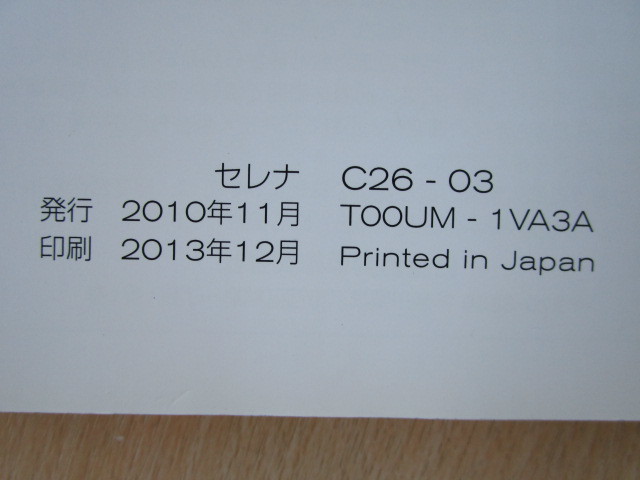 セレナ C26 - 03
発行 2010年11月 T00UM - 1VA3A
印刷 2013年12月 Printed in Japan